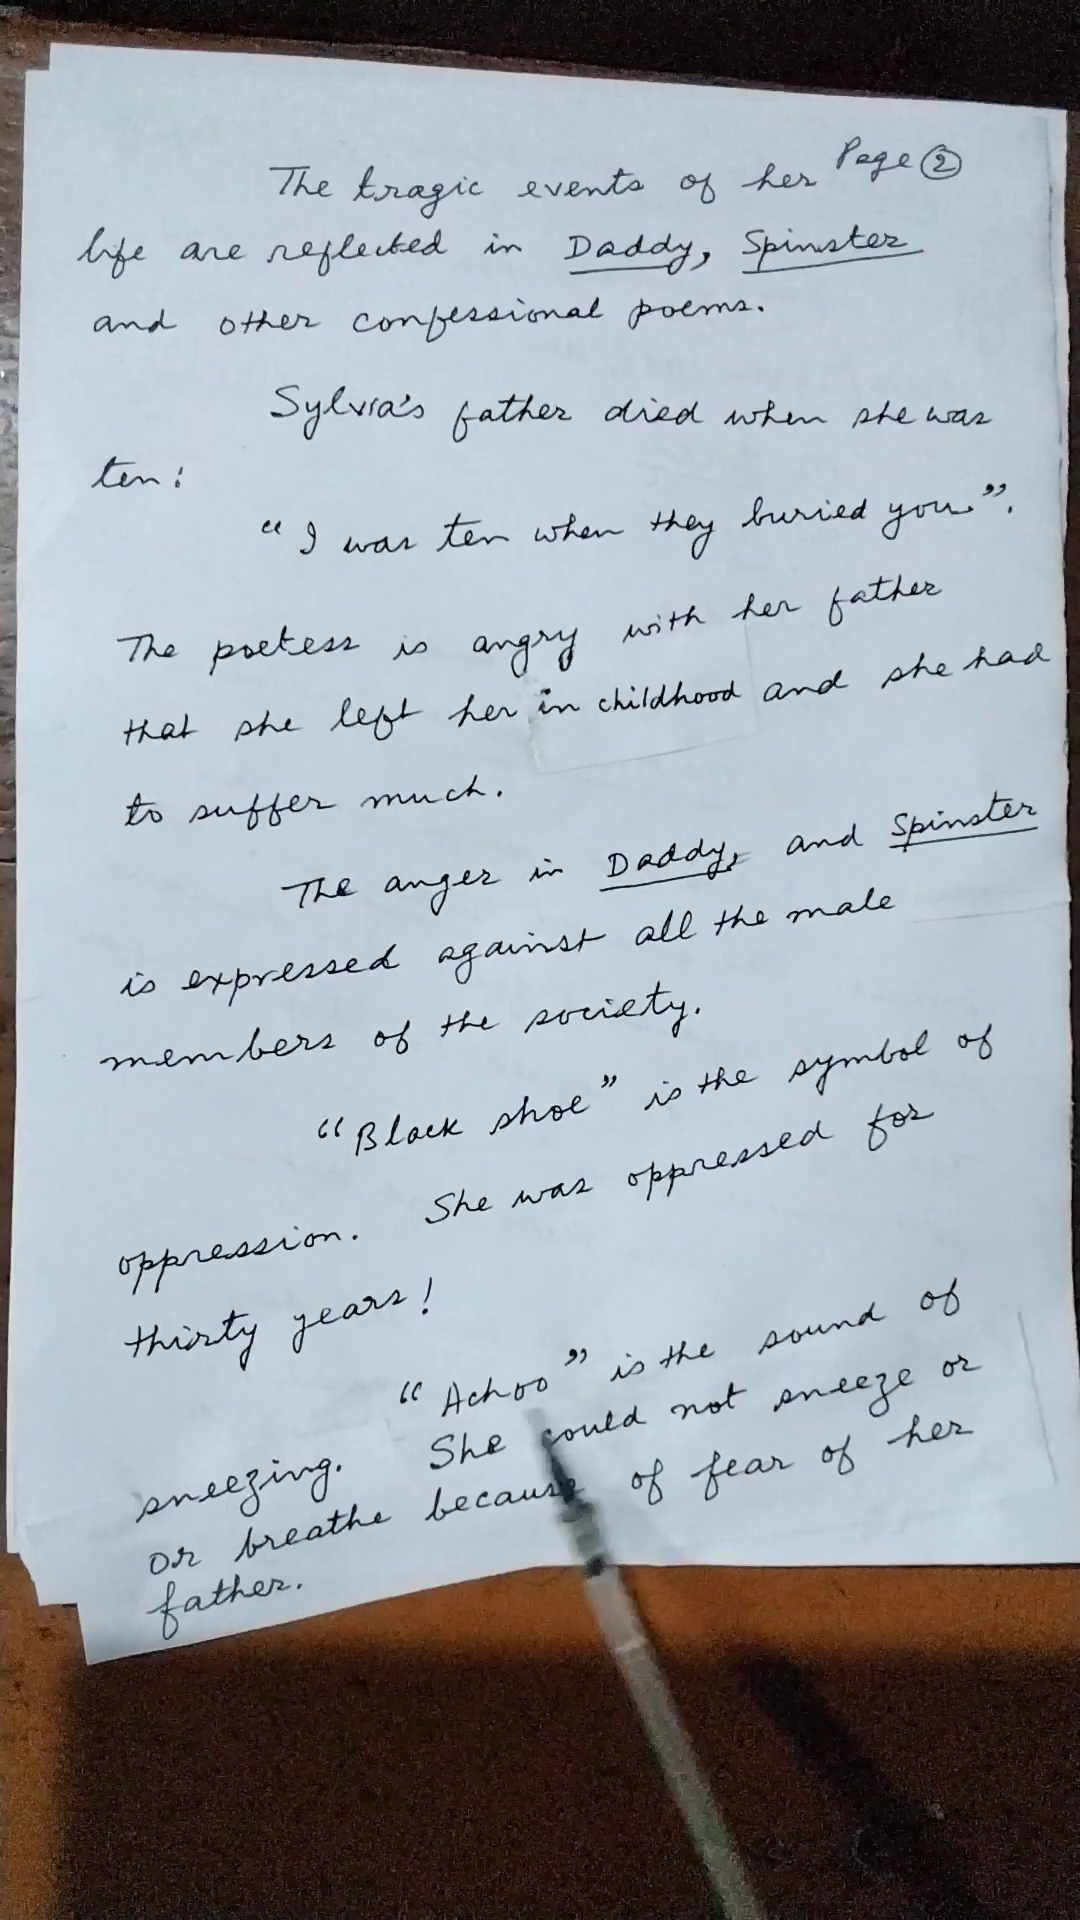 Page 2
The tragic events of her
life are reflected in Daddy, Spinster
and other confessional poems.
Sylvia's father died when she was
ten:
"I was ten when they buried you.".
The poetess is angry with her father
that she left her in childhood and she had
to suffer much.
The anger in Daddy, and Spinster
is expressed against all the male
members of the society.
"Black shoe" is the symbol of
oppression. She was oppressed for
thirty years!
"Achoo" is the sound of
sneezing. She could not sneeze or
or breathe because of fear of her
father.